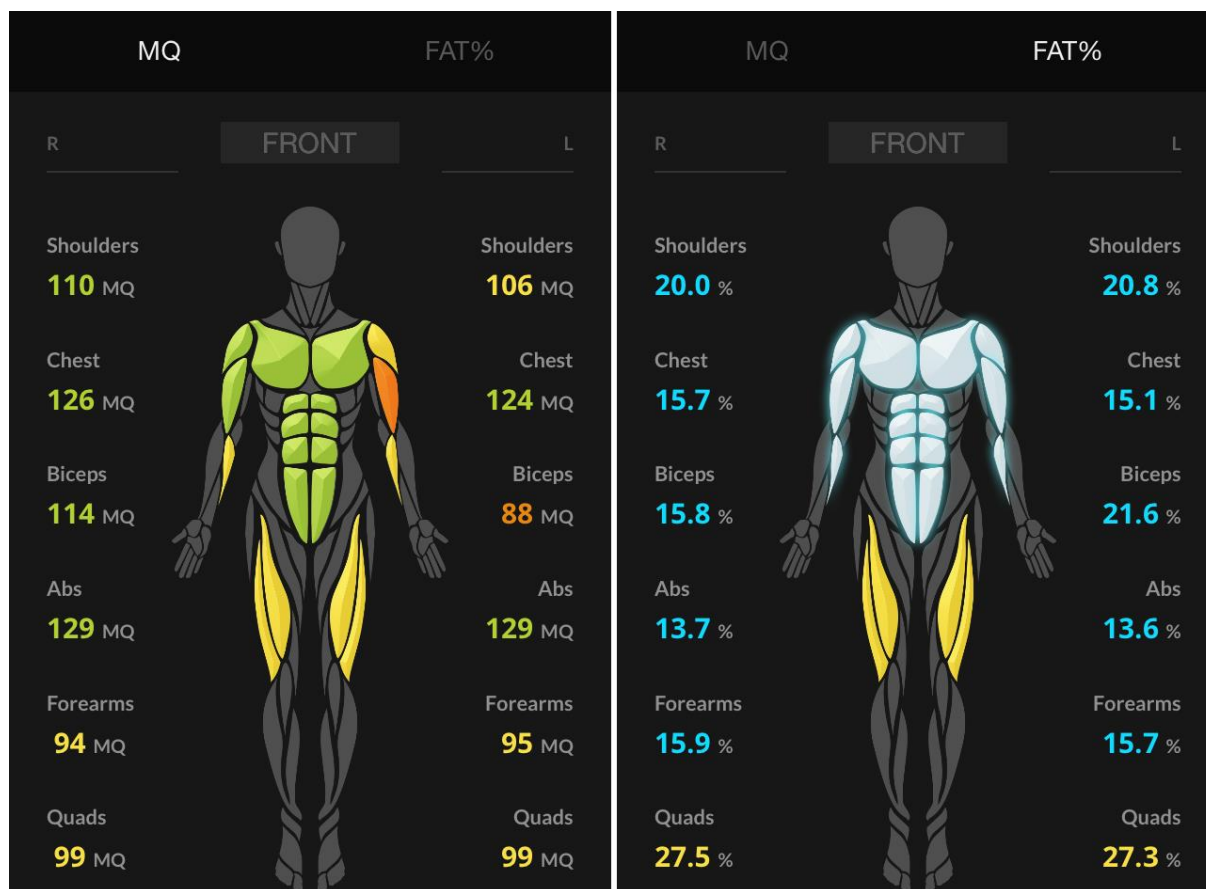 MQ FAT%
R FRONT L
Shoulders Shoulders
110 MQ 106 MQ
Chest Chest
126 MQ 124 MQ
Biceps Biceps
114 MQ 88 MQ
Abs Abs
129 MQ 129 MQ
Forearms Forearms
94 MQ 95 MQ
Quads Quads
99 MQ 99 MQ
MQ FAT%
R FRONT L
Shoulders Shoulders
20.0 % 20.8 %
Chest Chest
15.7 % 15.1 %
Biceps Biceps
15.8 % 21.6 %
Abs Abs
13.7 % 13.6 %
Forearms Forearms
15.9 % 15.7 %
Quads Quads
27.5 % 27.3 %